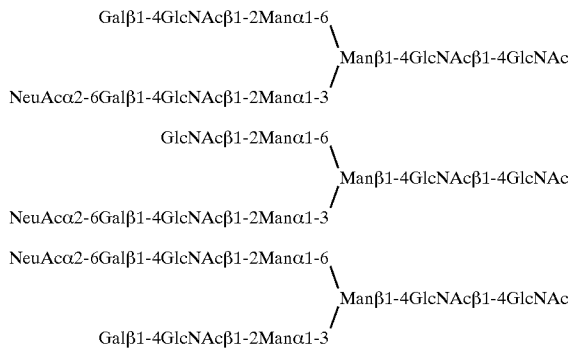 Galβ1-4GlcNAcβ1-2Manα1-6
Manβ1-4GlcNAcβ1-4GlcNAc
NeuAcα2-6Galβ1-4GlcNAcβ1-2Manα1-3
GlcNAcβ1-2Manα1-6
Manβ1-4GlcNAcβ1-4GlcNAc
NeuAcα2-6Galβ1-4GlcNAcβ1-2Manα1-3
NeuAcα2-6Galβ1-4GlcNAcβ1-2Manα1-6
Manβ1-4GlcNAcβ1-4GlcNAc
Galβ1-4GlcNAcβ1-2Manα1-3